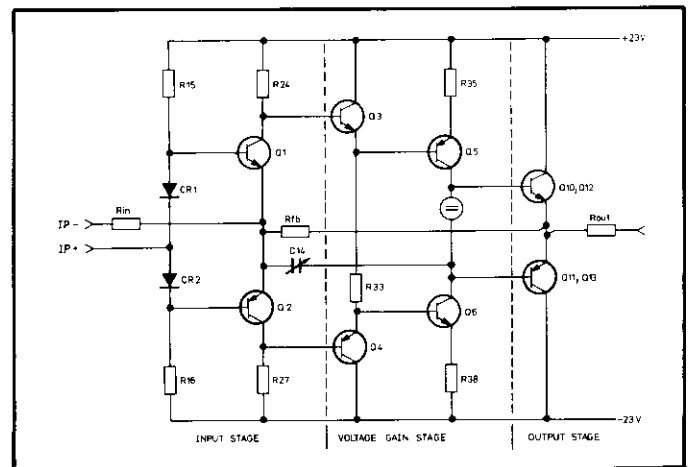 +23V
R15
R24
R35
Q3
Q1
Q5
CR1
Q10,Q12
IP-
Rin
Rfb
Rout
IP+
C14
CR2
R33
Q11,Q13
Q2
Q6
Q4
R16
R27
R38
-23V
INPUT STAGE
VOLTAGE GAIN STAGE
OUTPUT STAGE